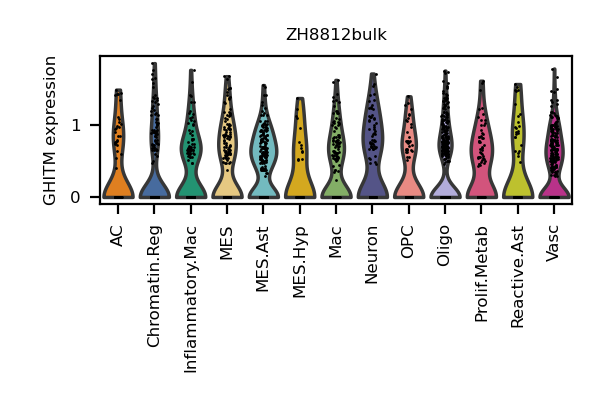 ZH8812bulk
GHITM expression
1
0
AC
Chromatin.Reg
Inflammatory.Mac
MES
MES.Ast
MES.Hyp
Mac
Neuron
OPC
Oligo
Prolif.Metab
Reactive.Ast
Vasc